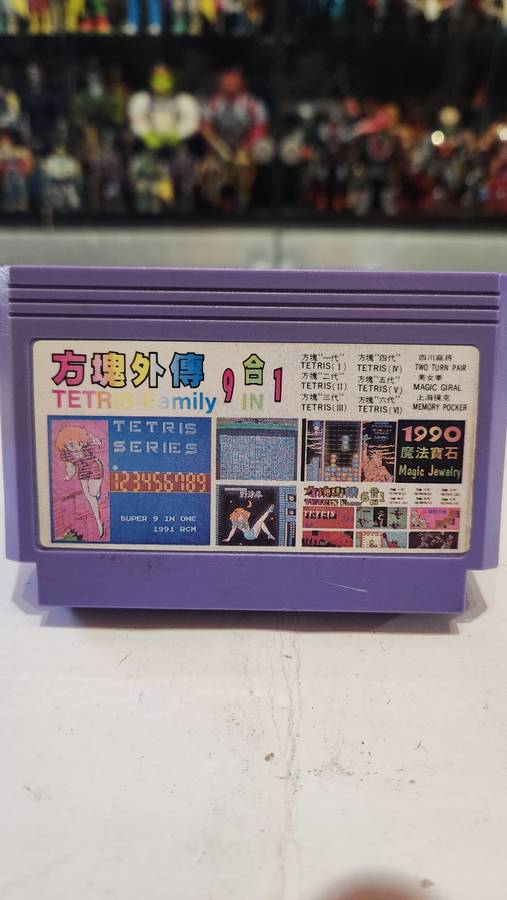 方塊外傳 9合1
TETRIS Family 9 IN 1
方塊"一代"
TETRIS(I)
方塊"二代"
TETRIS(II)
方塊"三代"
TETRIS(III)
方塊"四代"
TETRIS(IV)
方塊"五代"
TETRIS(V)
方塊"六代"
TETRIS(VI)
四川麻將
TWO TURN PAIR
美女拳
MAGIC GIRAL
上海撲克
MEMORY POCKER
TETRIS
SERIES
123456789
SUPER 9 IN ONE
1991 RCM
1990
魔法寶石
Magic Jewelry